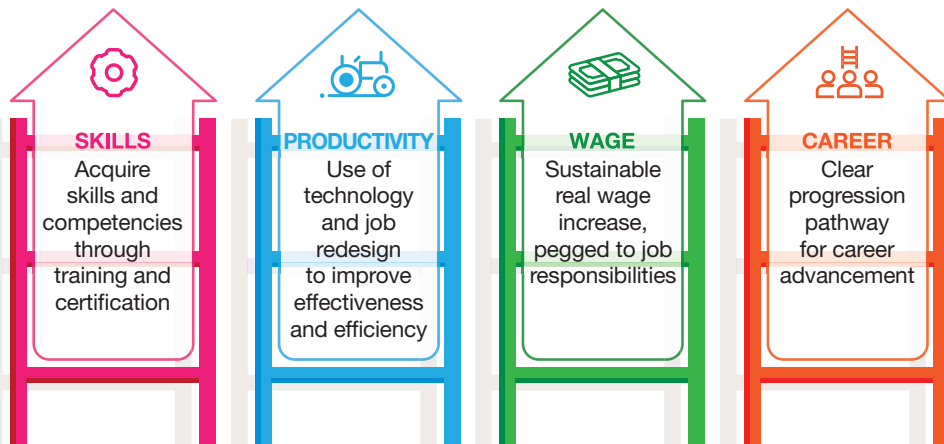 SKILLS
Acquire
skills and
competencies
through
training and
certification
PRODUCTIVITY
Use of
technology
and job
redesign
to improve
effectiveness
and efficiency
WAGE
Sustainable
real wage
increase,
pegged to job
responsibilities
CAREER
Clear
progression
pathway
for career
advancement